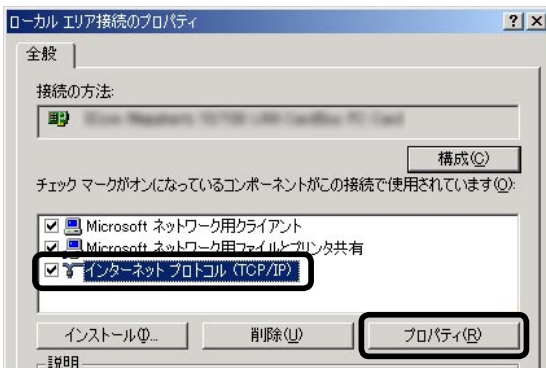 ローカル エリア接続のプロパティ
全般
接続の方法:
構成(C)
チェック マークがオンになっているコンポーネントがこの接続で使用されています(O):
Microsoft ネットワーク用クライアント
Microsoft ネットワーク用ファイルとプリンタ共有
インターネット プロトコル (TCP/IP)
インストール(I)... 削除(U) プロパティ(R)
説明